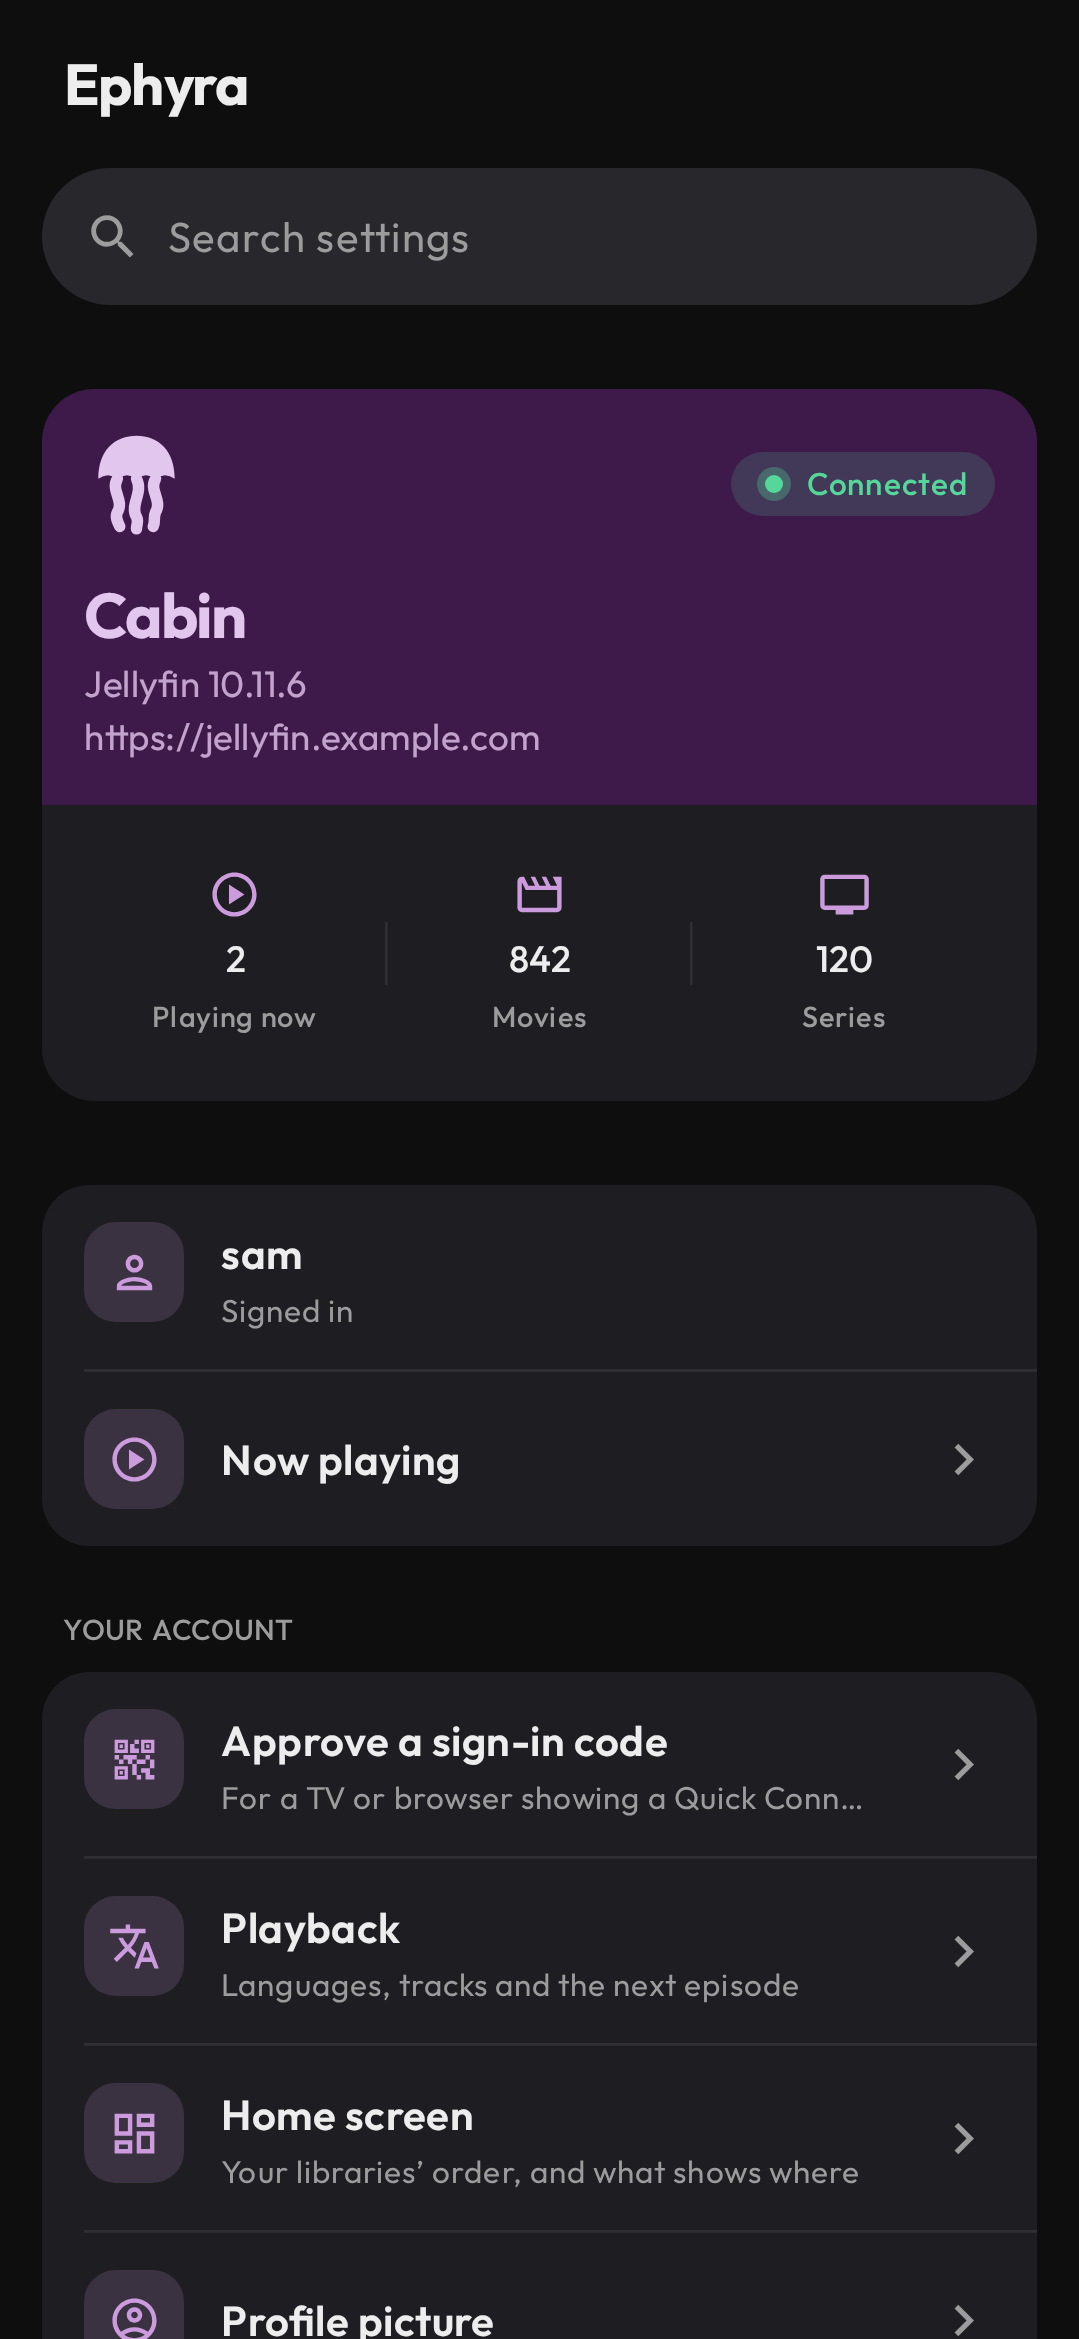 Ephyra
Search settings
Connected
Cabin
Jellyfin 10.11.6
https://jellyfin.example.com
2
Playing now
842
Movies
120
Series
sam
Signed in
Now playing
YOUR ACCOUNT
Approve a sign-in code
For a TV or browser showing a Quick Conn…
Playback
Languages, tracks and the next episode
Home screen
Your libraries’ order, and what shows where
Profile picture